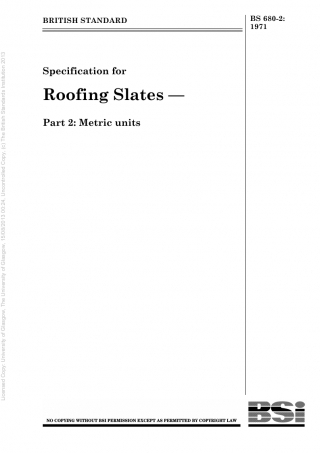 BRITISH STANDARD
BS 680-2:
1971
Specification for
Roofing Slates —
Part 2: Metric units
Licensed Copy: University of Glasgow, The University of Glasgow, 13/09/2013 00:24, Uncontrolled Copy, (c) The British Standards Institution 2013
NO COPYING WITHOUT BSI PERMISSION EXCEPT AS PERMITTED BY COPYRIGHT LAW
BSi